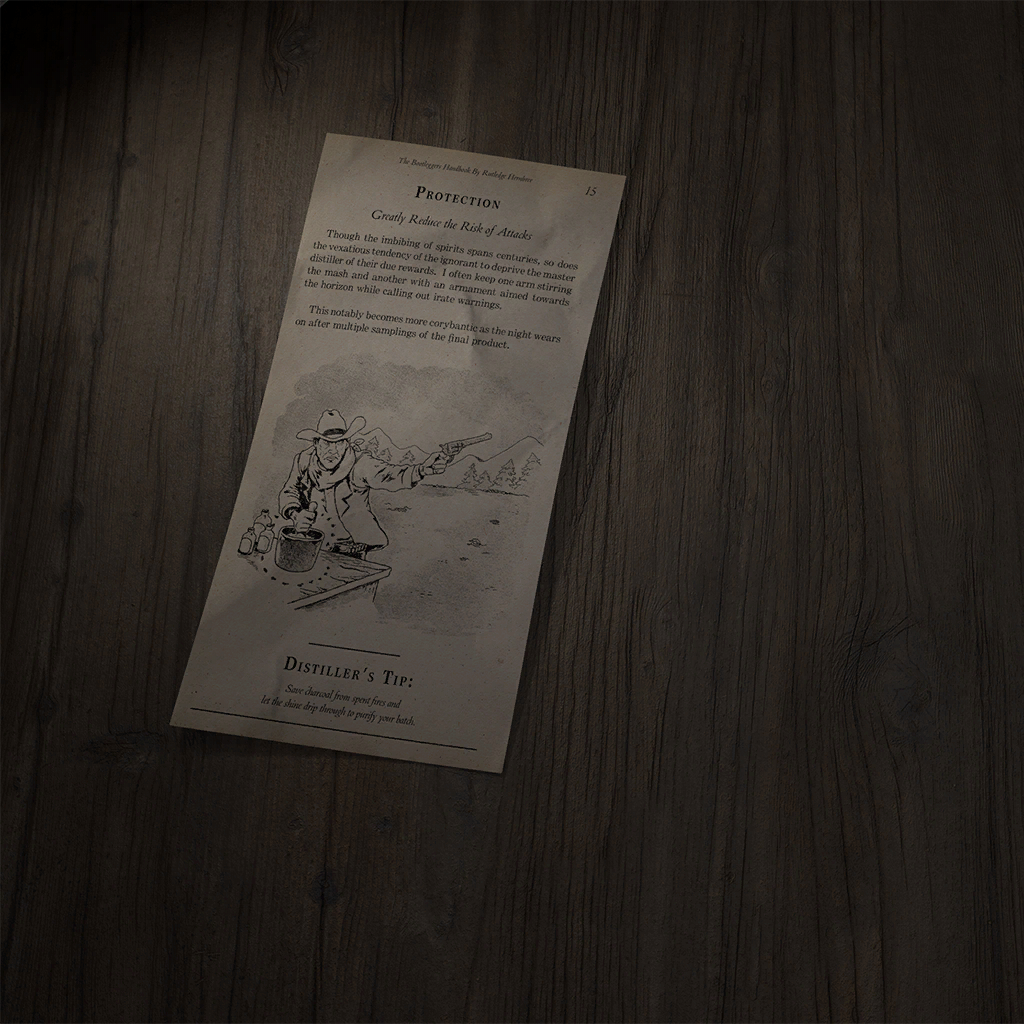 The Bootleggers Handbook By Rutledge
15
PROTECTION
Greatly Reduce the Risk of Attacks
Though the imbibing of spirits spans centuries, so does
the vexatious tendency of the ignorant to deprive the master
distiller of their due rewards. I often keep one arm stirring
the mash and another with an armament aimed towards
the horizon while calling out irate warnings.
This notably becomes more corybantic as the night wears
on after multiple samplings of the final product.
DISTILLER'S TIP:
Save charcoal from spent fires and
let the shine drip through to purify your batch.